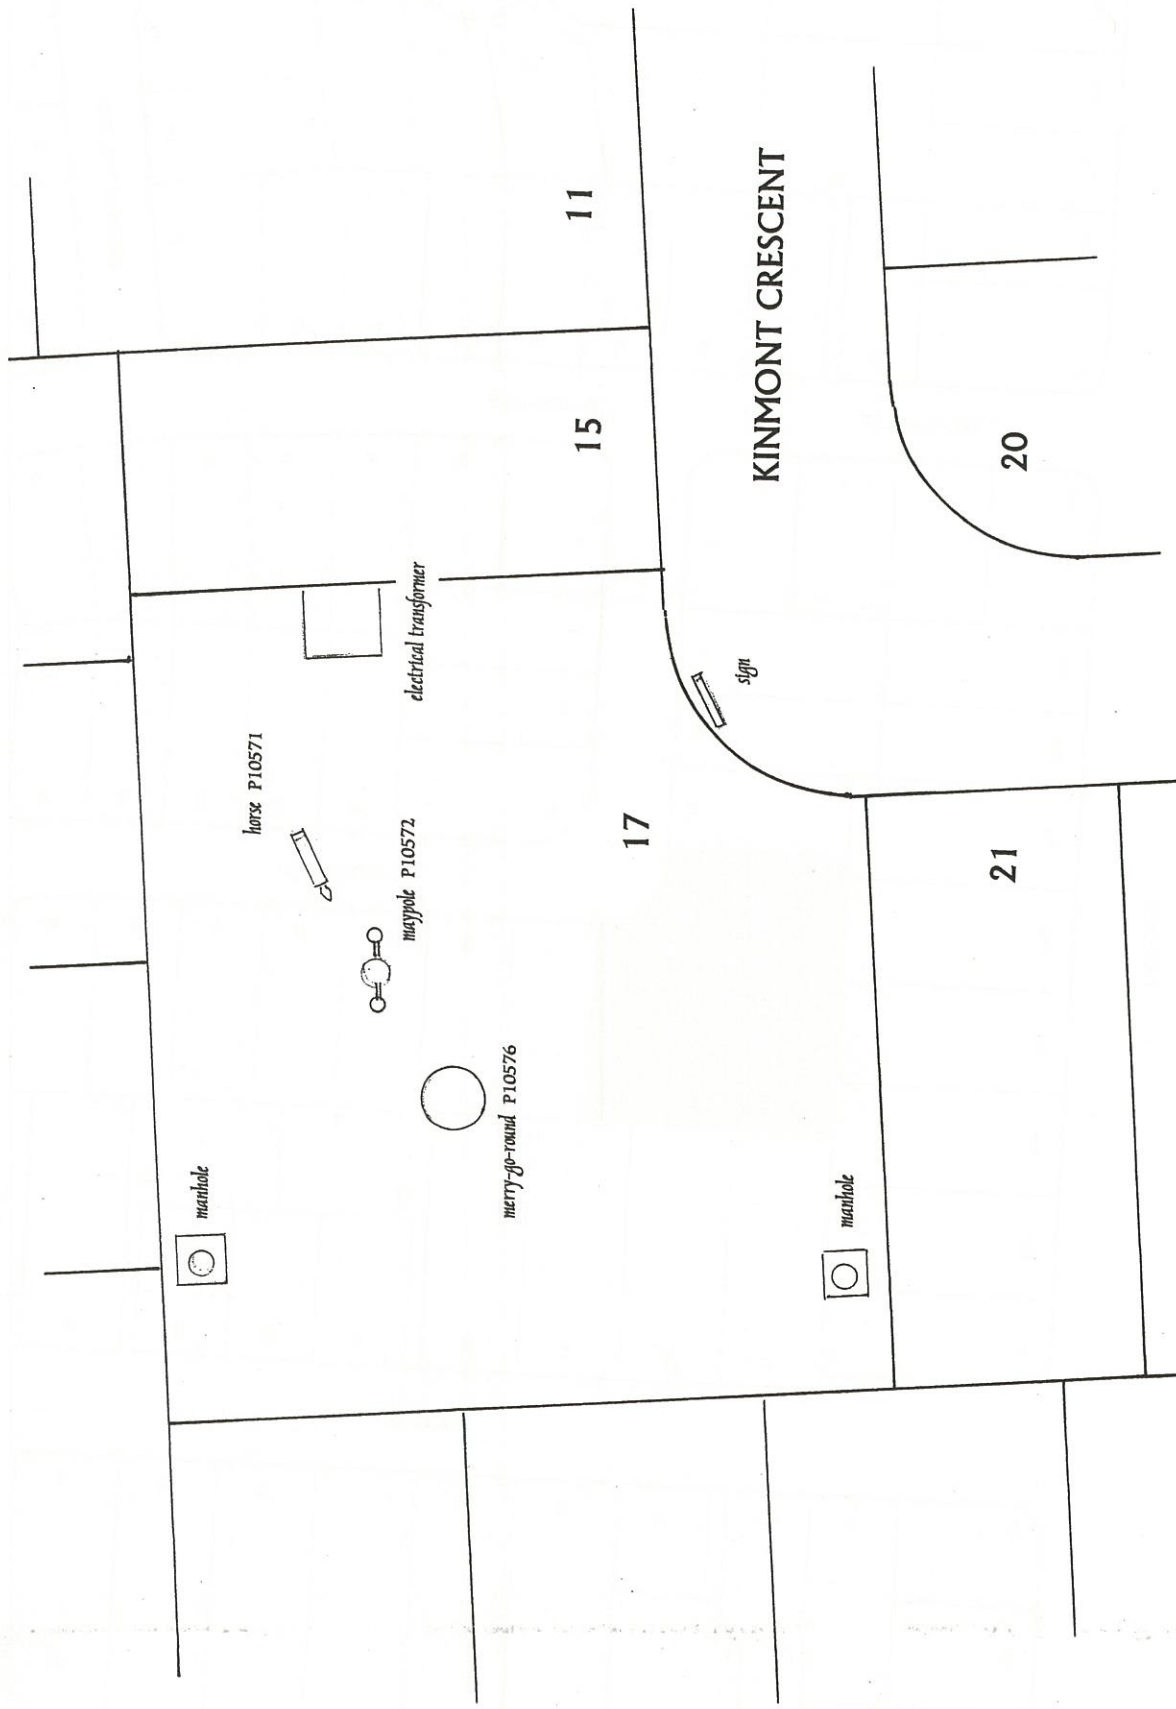 manhole
horse P10571
maypole P10572
electrical transformer
merry-go-round P10576
15
11
17
sign
KINMONT CRESCENT
manhole
21
20